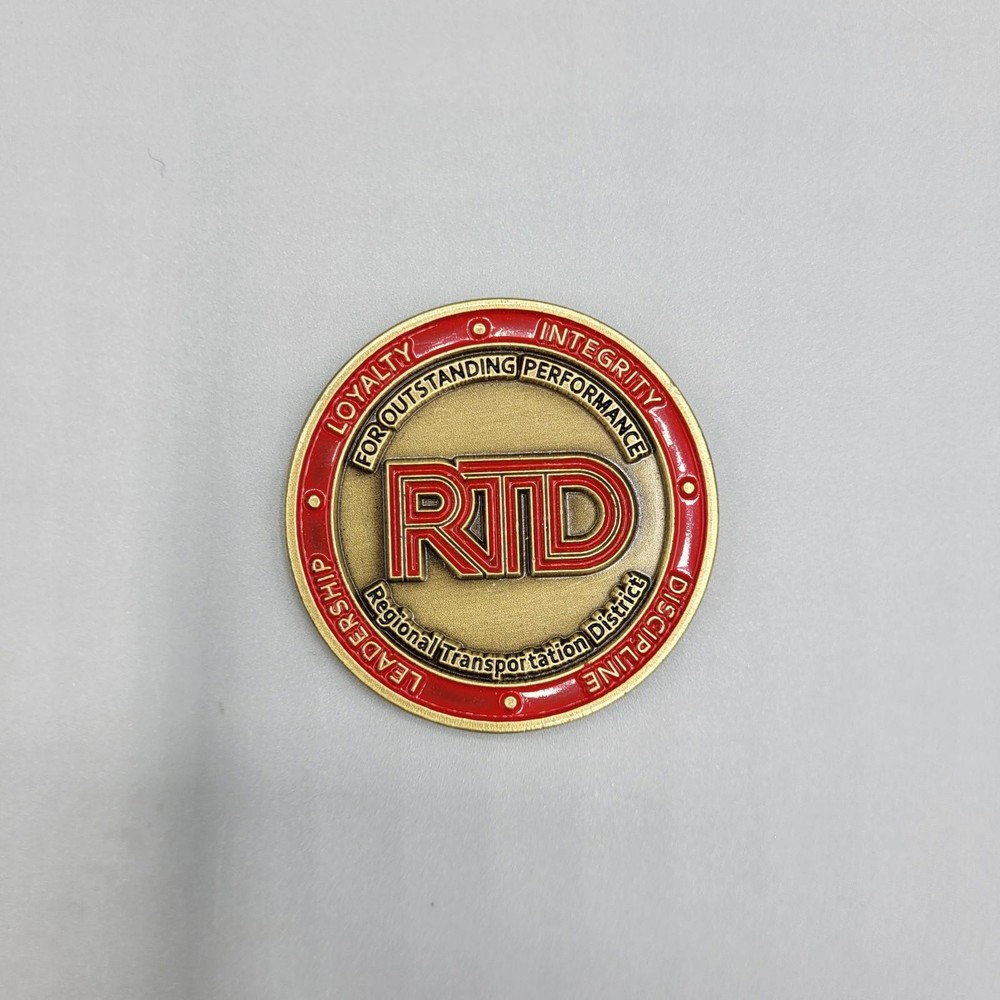 LOYALTY
INTEGRITY
FOR OUTSTANDING PERFORMANCE
RTD
Regional Transportation District
LEADERSHIP
DISCIPLINE